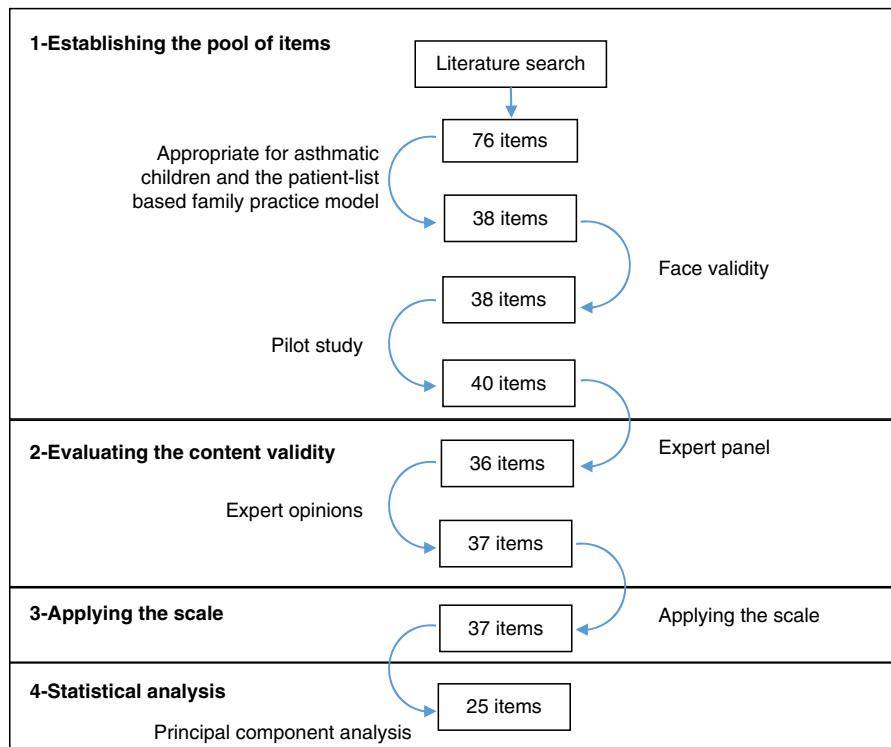 1-Establishing the pool of items
Literature search
76 items
Appropriate for asthmatic
children and the patient-list
based family practice model
38 items
Face validity
38 items
Pilot study
40 items
2-Evaluating the content validity
Expert panel
36 items
Expert opinions
37 items
3-Applying the scale
Applying the scale
37 items
4-Statistical analysis
25 items
Principal component analysis